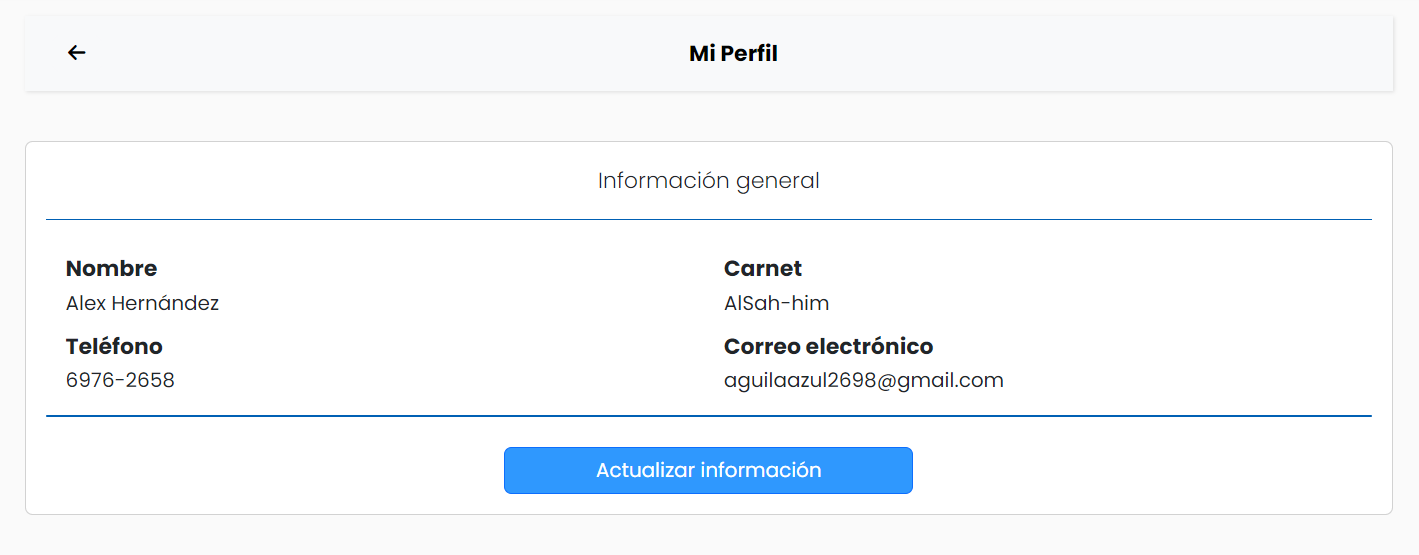 Mi Perfil
Información general
Nombre
Alex Hernández
Carnet
AlSah-him
Teléfono
6976-2658
Correo electrónico
aguilaazul2698@gmail.com
Actualizar información